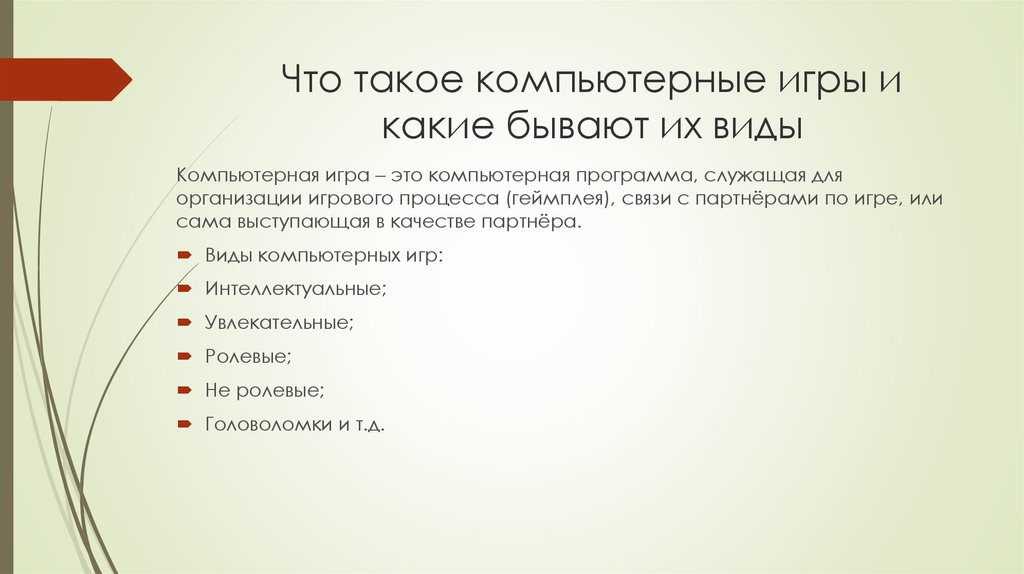 Что такое компьютерные игры и
какие бывают их виды
Компьютерная игра – это компьютерная программа, служащая для
организации игрового процесса (геймплея), связи с партнёрами по игре, или
сама выступающая в качестве партнёра.
Виды компьютерных игр:
Интеллектуальные;
Увлекательные;
Ролевые;
Не ролевые;
Головоломки и т.д.